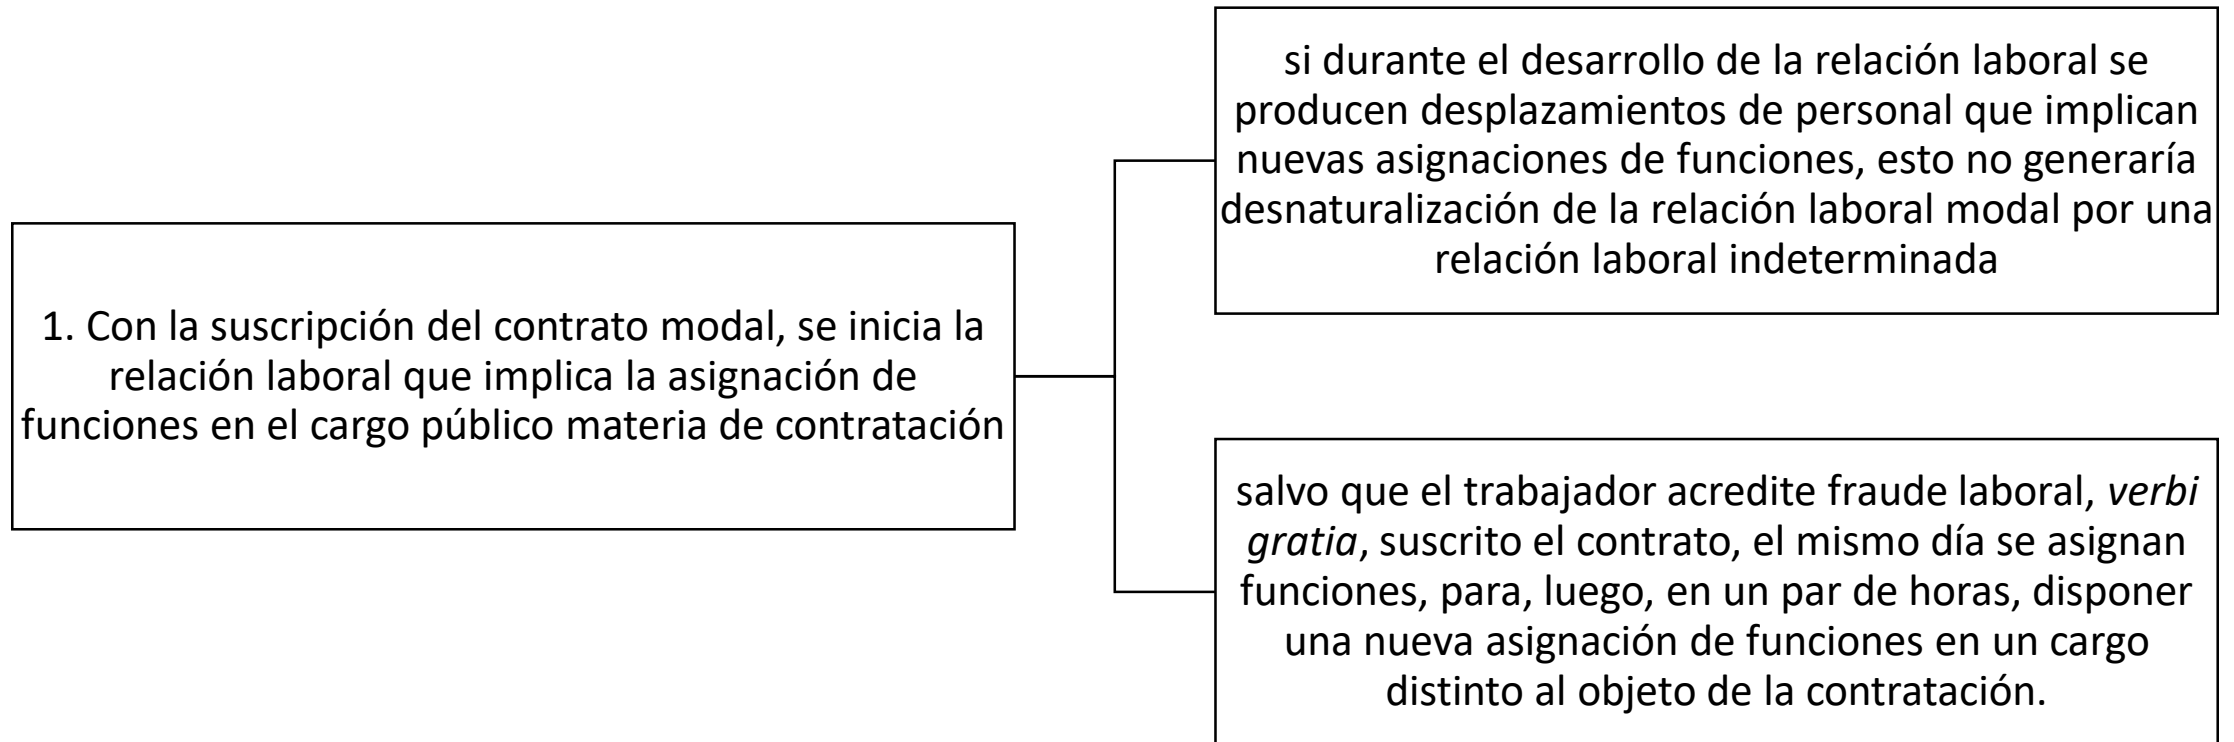 1. Con la suscripción del contrato modal, se inicia la
relación laboral que implica la asignación de
funciones en el cargo público materia de contratación
si durante el desarrollo de la relación laboral se
producen desplazamientos de personal que implican
nuevas asignaciones de funciones, esto no generaría
desnaturalización de la relación laboral modal por una
relación laboral indeterminada
salvo que el trabajador acredite fraude laboral, verbi
gratia, suscrito el contrato, el mismo día se asignan
funciones, para, luego, en un par de horas, disponer
una nueva asignación de funciones en un cargo
distinto al objeto de la contratación.